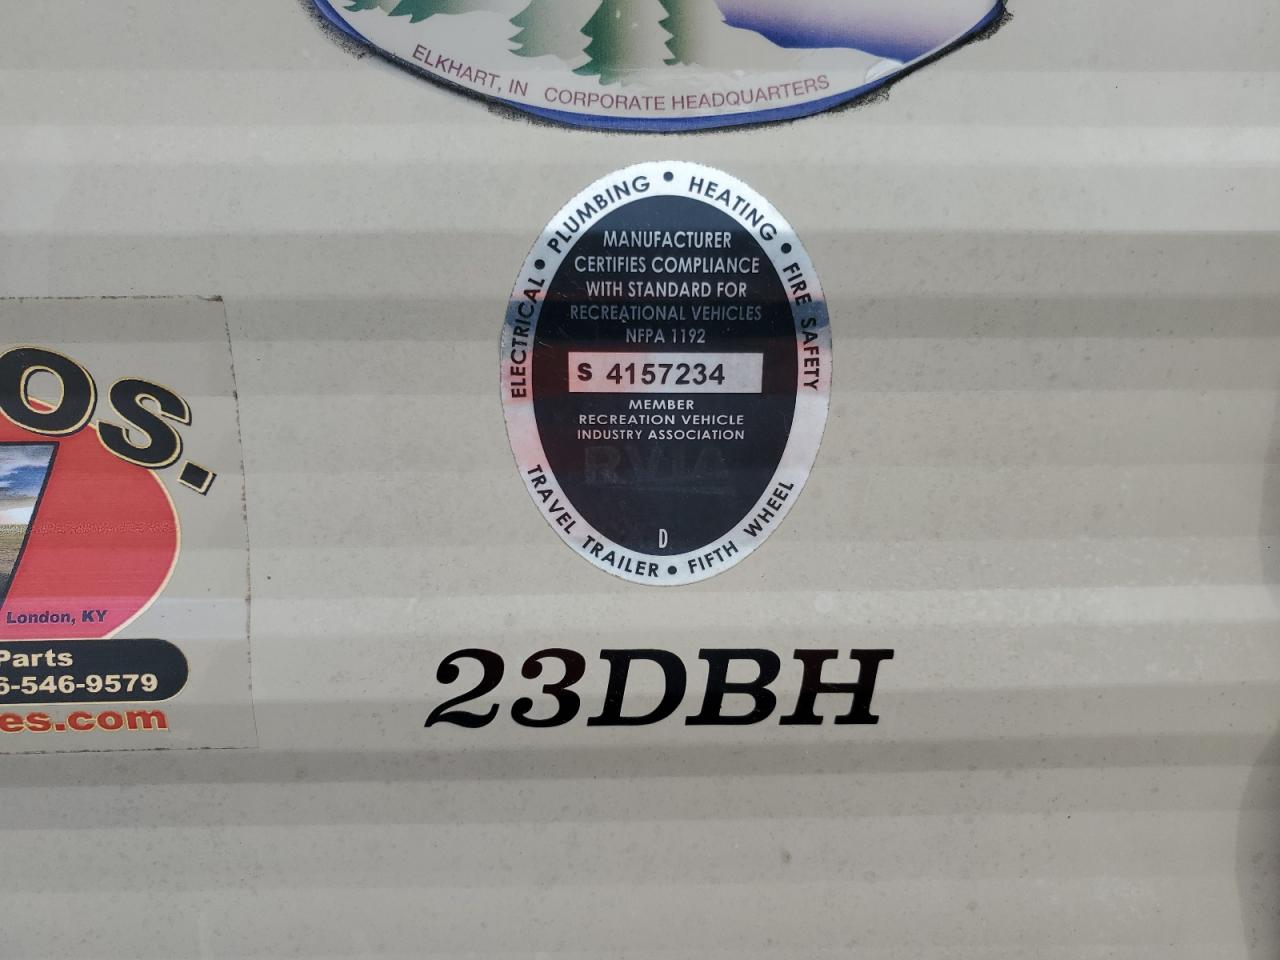 ELKHART, IN CORPORATE HEADQUARTERS
ELECTRICAL • PLUMBING • HEATING • FIRE SAFETY
MANUFACTURER
CERTIFIES COMPLIANCE
WITH STANDARD FOR
RECREATIONAL VEHICLES
NFPA 1192
S 4157234
MEMBER
RECREATION VEHICLE
INDUSTRY ASSOCIATION
RVIA
D
TRAVEL TRAILER • FIFTH WHEEL
OS.
London, KY
Parts
6-546-9579
es.com
23DBH